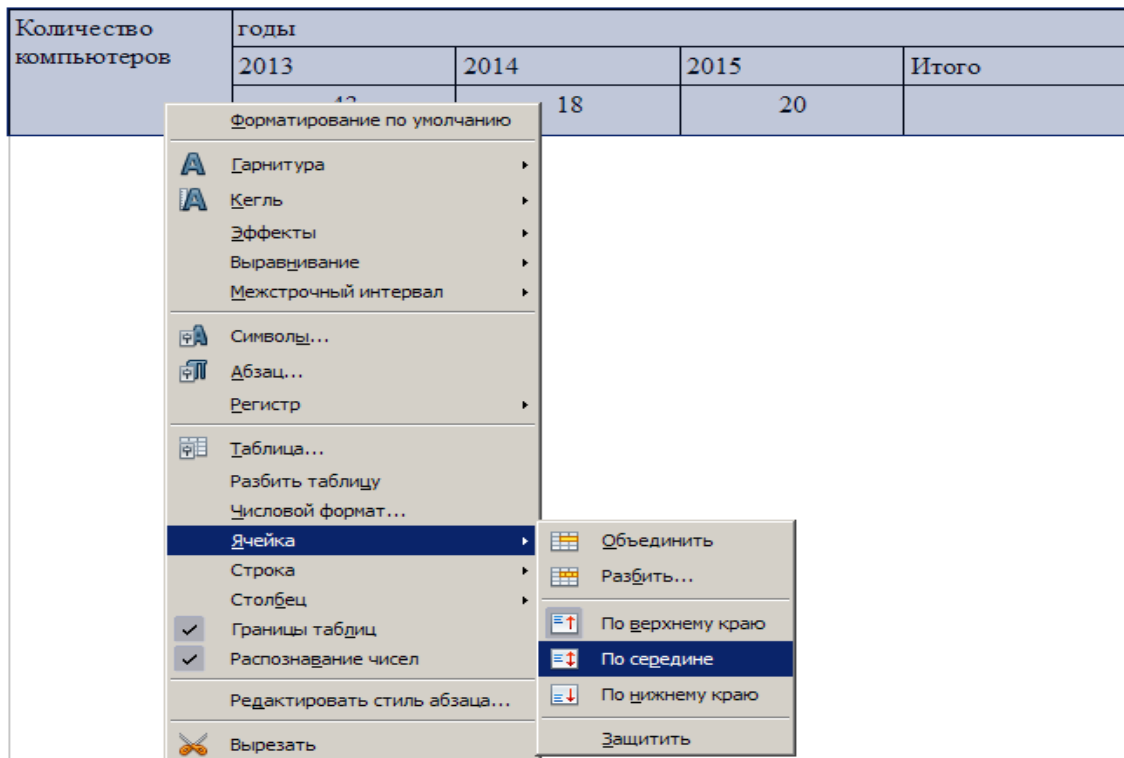 Количество
компьютеров
годы
2013
2014
2015
Итого
18
20
Форматирование по умолчанию
Гарнитура
Кегль
Эффекты
Выравнивание
Межстрочный интервал
Символы...
Абзац...
Регистр
Таблица...
Разбить таблицу
Числовой формат...
Ячейка
Строка
Столбец
Границы таблиц
Распознавание чисел
Редактировать стиль абзаца...
Вырезать
Объединить
Разбить...
По верхнему краю
По середине
По нижнему краю
Защитить